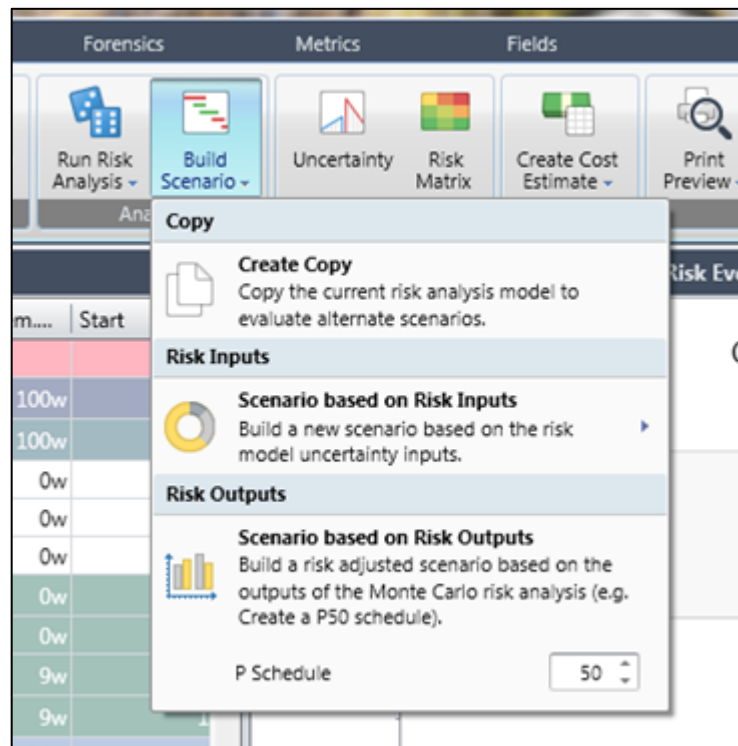 Forensics Metrics Fields
Run Risk Analysis
Build Scenario
Uncertainty
Risk Matrix
Create Cost Estimate
Print Preview
Copy
Create Copy
Copy the current risk analysis model to
evaluate alternate scenarios.
Risk Inputs
Scenario based on Risk Inputs
Build a new scenario based on the risk
model uncertainty inputs.
Risk Outputs
Scenario based on Risk Outputs
Build a risk adjusted scenario based on the
outputs of the Monte Carlo risk analysis (e.g.
Create a P50 schedule).
P Schedule 50
Ana
Risk Eve
m.... Start
100w
100w
0w
0w
0w
0w
0w
9w
9w 1